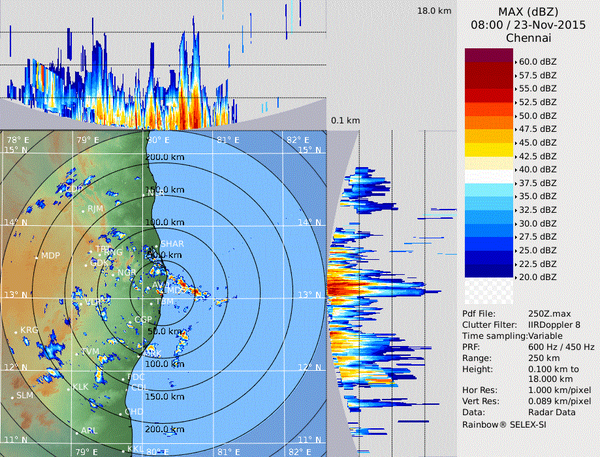 18.0 km
0.1 km
MAX (dBZ)
08:00 / 23-Nov-2015
Chennai
60.0 dBZ
57.5 dBZ
55.0 dBZ
52.5 dBZ
50.0 dBZ
47.5 dBZ
45.0 dBZ
42.5 dBZ
40.0 dBZ
37.5 dBZ
35.0 dBZ
32.5 dBZ
30.0 dBZ
27.5 dBZ
25.0 dBZ
22.5 dBZ
20.0 dBZ
Pdf File: 250Z.max
Clutter Filter: IIRDoppler 8
Time sampling:Variable
PRF: 600 Hz / 450 Hz
Range: 250 km
Height: 0.100 km to
18.000 km
Hor Res: 1.000 km/pixel
Vert Res: 0.089 km/pixel
Data: Radar Data
Rainbow® SELEX-SI
78° E 79° E 80° E 81° E 82° E
15° N 15° N
200.0 km
150.0 km
RJM
14° N 100.0 km 14° N
SHAR
MDP
50.0 km
NGR
13° N 13° N
TBM
CGP
KRG 50.0 km
TVM
12° N 100.0 km 12° N
KLK
SLM
150.0 km
CHD
ARL 200.0 km
11° N 11° N
KKL
78° E 79° E 80° E 81° E 82° E